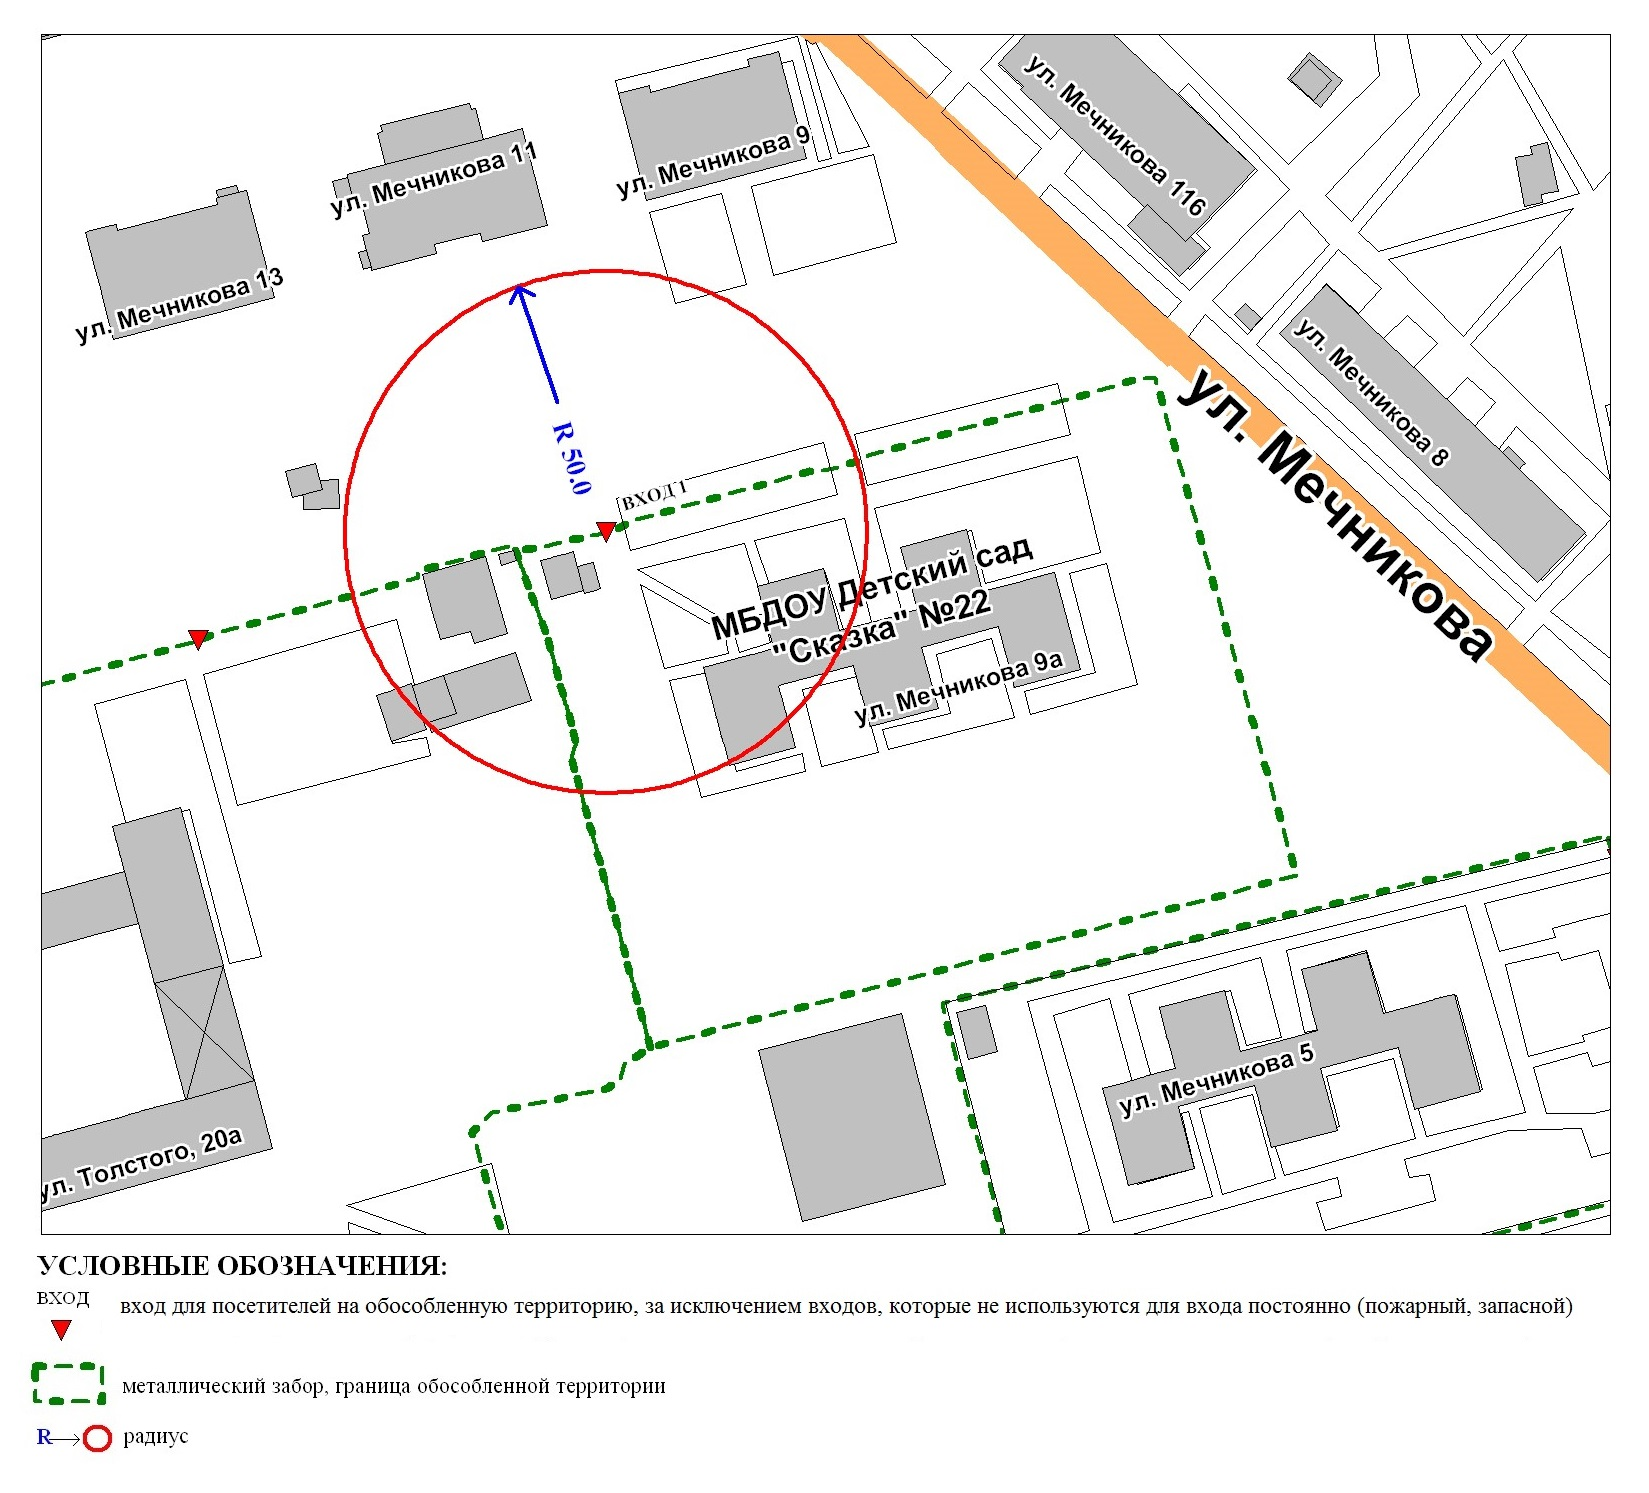 ул. Мечникова 116
ул. Мечникова 9
ул. Мечникова 11
ул. Мечникова 13
ул. Мечникова 8
ул. Мечникова
R 50.0
ВХОД 1
МБДОУ Детский сад
"Сказка" №22
ул. Мечникова 9а
ул. Мечникова 5
ул. Толстого, 20а
УСЛОВНЫЕ ОБОЗНАЧЕНИЯ:
ВХОД
вход для посетителей на обособленную территорию, за исключением входов, которые не используются для входа постоянно (пожарный, запасной)
металлический забор, граница обособленной территории
R
радиус